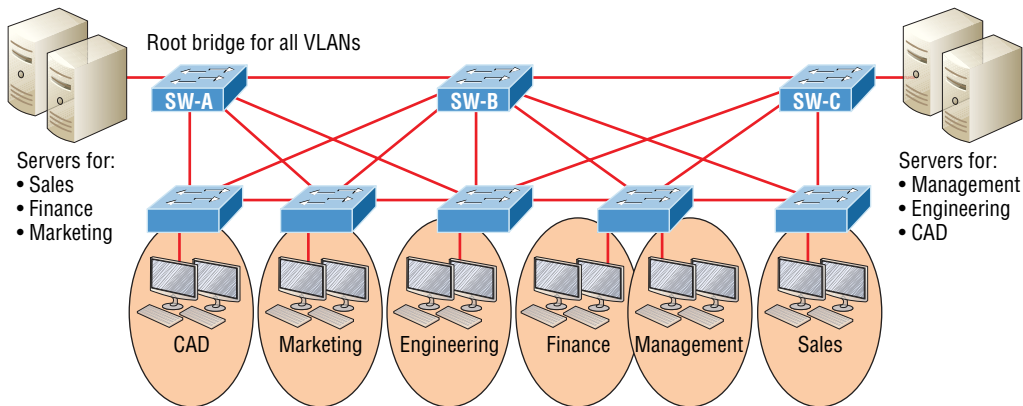 Root bridge for all VLANs
SW-A
SW-B
SW-C
Servers for:
• Sales
• Finance
• Marketing
Servers for:
• Management
• Engineering
• CAD
CAD
Marketing
Engineering
Finance
Management
Sales